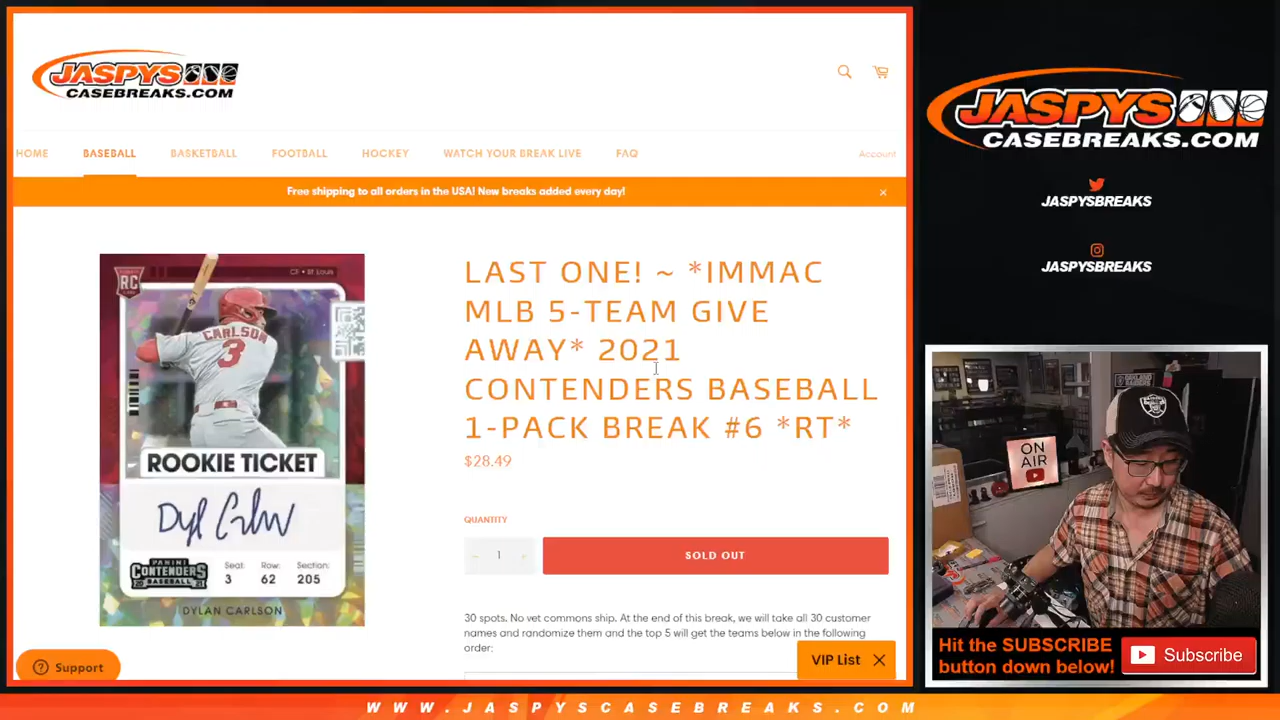 JASPYS
CASEBREAKS.COM
HOME BASEBALL BASKETBALL FOOTBALL HOCKEY WATCH YOUR BREAK LIVE FAQ Account
Free shipping to all orders in the USA! New breaks added every day! ×
RC
CF • St. Louis
CARLSON
3
ROOKIE TICKET
PANINI
CONTENDERS
20 BASEBALL 21
Seat: Row: Section:
3 62 205
DYLAN CARLSON
LAST ONE! ~ *IMMAC
MLB 5-TEAM GIVE
AWAY* 2021
CONTENDERS BASEBALL
1-PACK BREAK #6 *RT*
$28.49
QUANTITY
− 1 +
SOLD OUT
30 spots. No vet commons ship. At the end of this break, we will take all 30 customer
names and randomize them and the top 5 will get the teams below in the following
order:
? Support
VIP List ×
JASPYS
CASEBREAKS.COM
JASPYSBREAKS
JASPYSBREAKS
ON
AIR
Hit the SUBSCRIBE
button down below!
Subscribe
WWW.JASPYSCASEBREAKS.COM